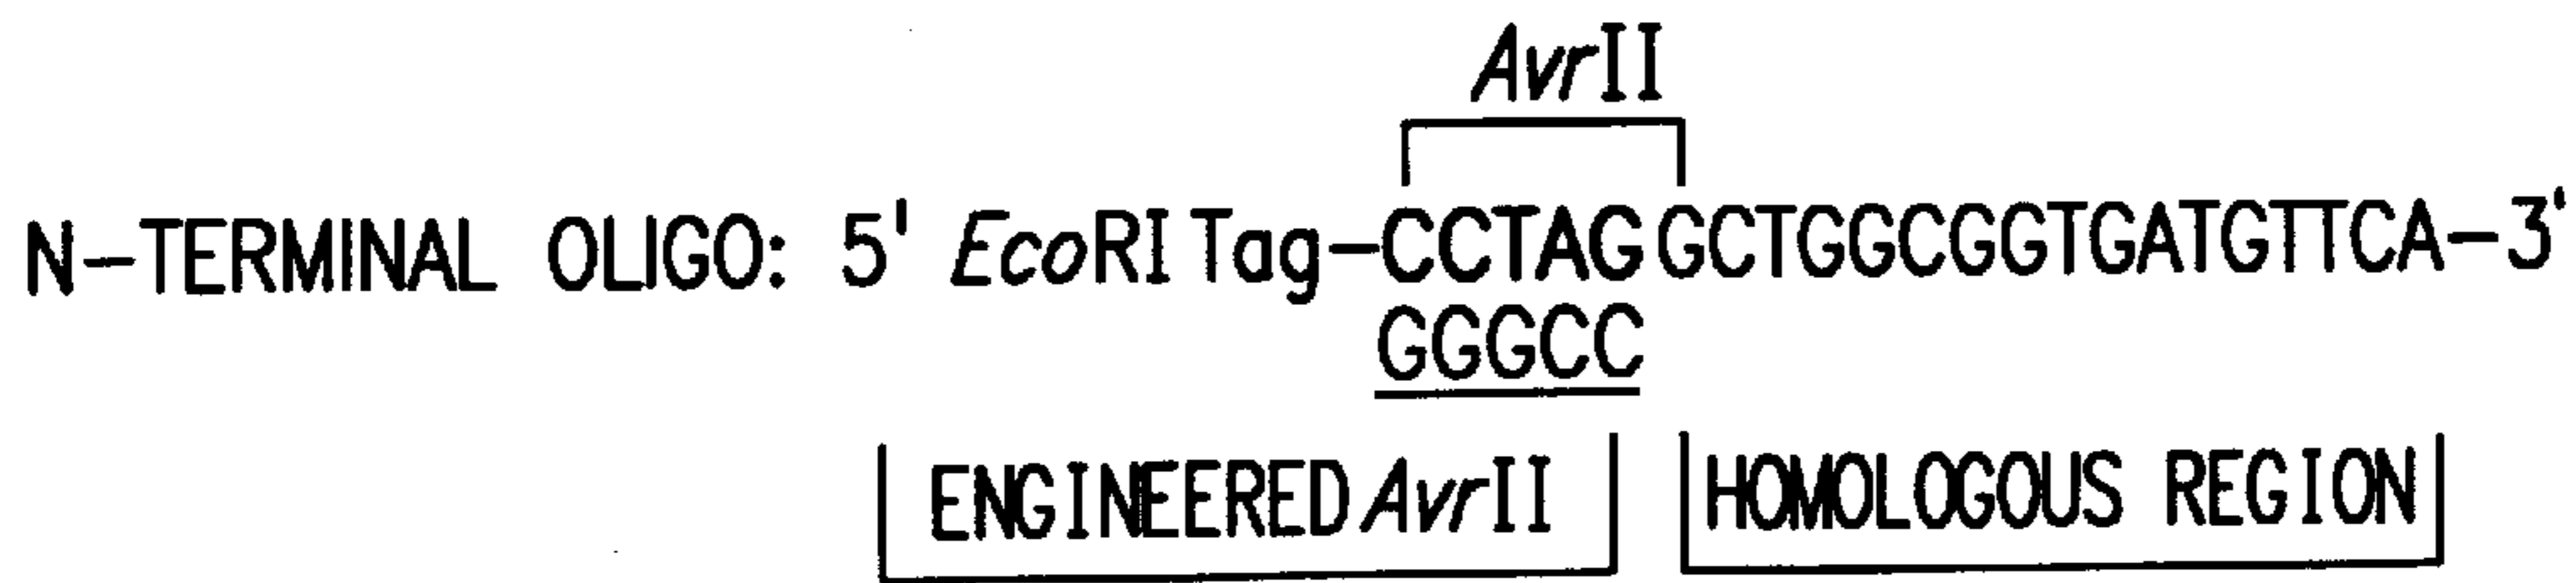 AvrII
N-TERMINAL OLIGO: 5' EcoRI Tag-CCTAG GCTGGCGGTGATGTTCA-3'
GGGCC
ENGINEERED AvrII HOMOLOGOUS REGION